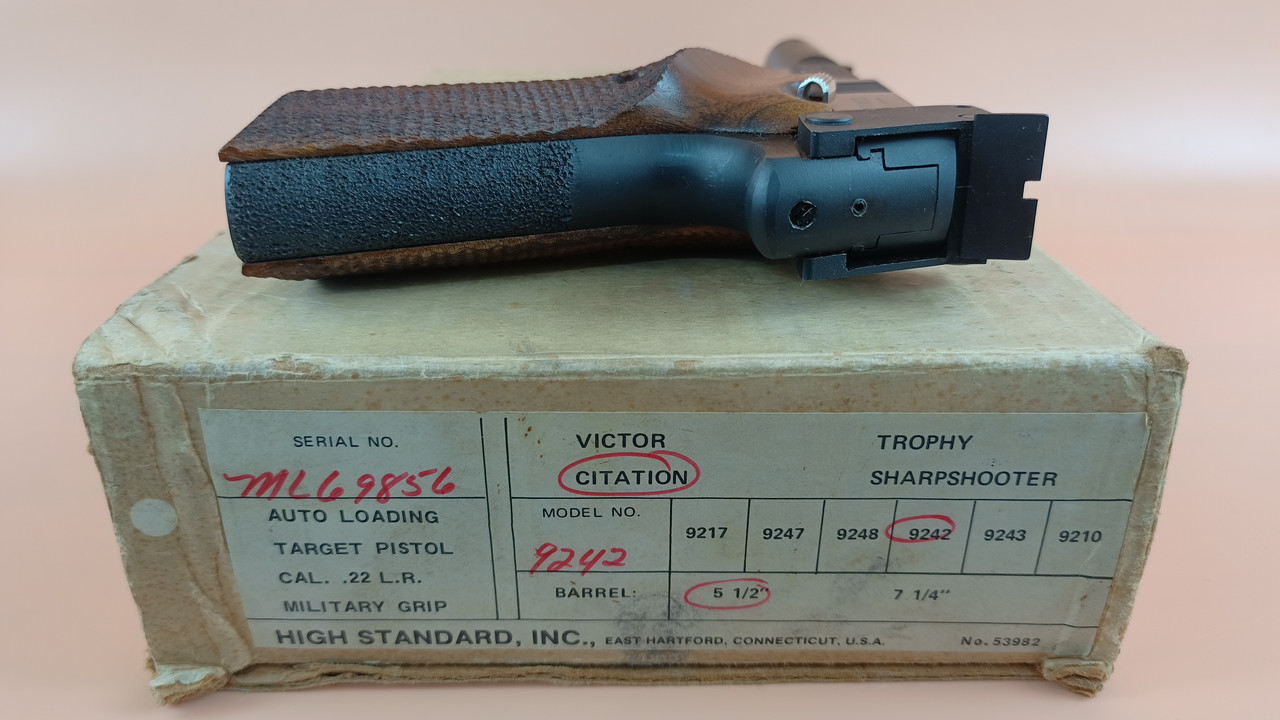 SERIAL NO.
ML69856
AUTO LOADING
TARGET PISTOL
CAL. .22 L.R.
MILITARY GRIP
VICTOR TROPHY
CITATION SHARPSHOOTER
MODEL NO.
9242
9217 9247 9248 9242 9243 9210
BARREL: 5 1/2" 7 1/4"
HIGH STANDARD, INC., EAST HARTFORD, CONNECTICUT, U.S.A. No. 53982